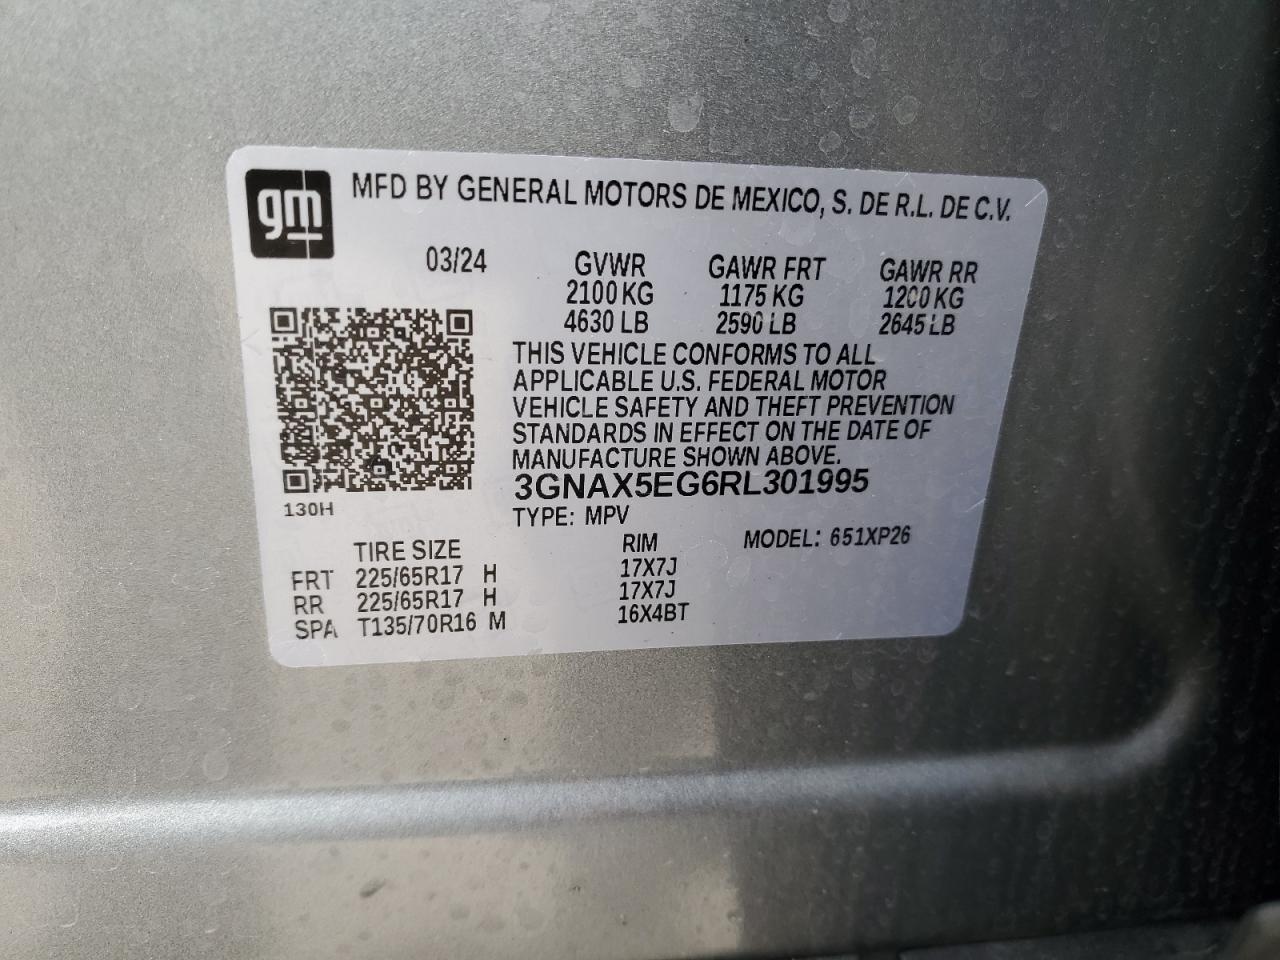 gm
MFD BY GENERAL MOTORS DE MEXICO, S. DE R.L. DE C.V.
03/24 GVWR GAWR FRT GAWR RR
2100 KG 1175 KG 1200 KG
4630 LB 2590 LB 2645 LB
THIS VEHICLE CONFORMS TO ALL
APPLICABLE U.S. FEDERAL MOTOR
VEHICLE SAFETY AND THEFT PREVENTION
STANDARDS IN EFFECT ON THE DATE OF
MANUFACTURE SHOWN ABOVE.
3GNAX5EG6RL301995
130H
TYPE: MPV MODEL: 651XP26
TIRE SIZE RIM
FRT 225/65R17 H 17X7J
RR 225/65R17 H 17X7J
SPA T135/70R16 M 16X4BT